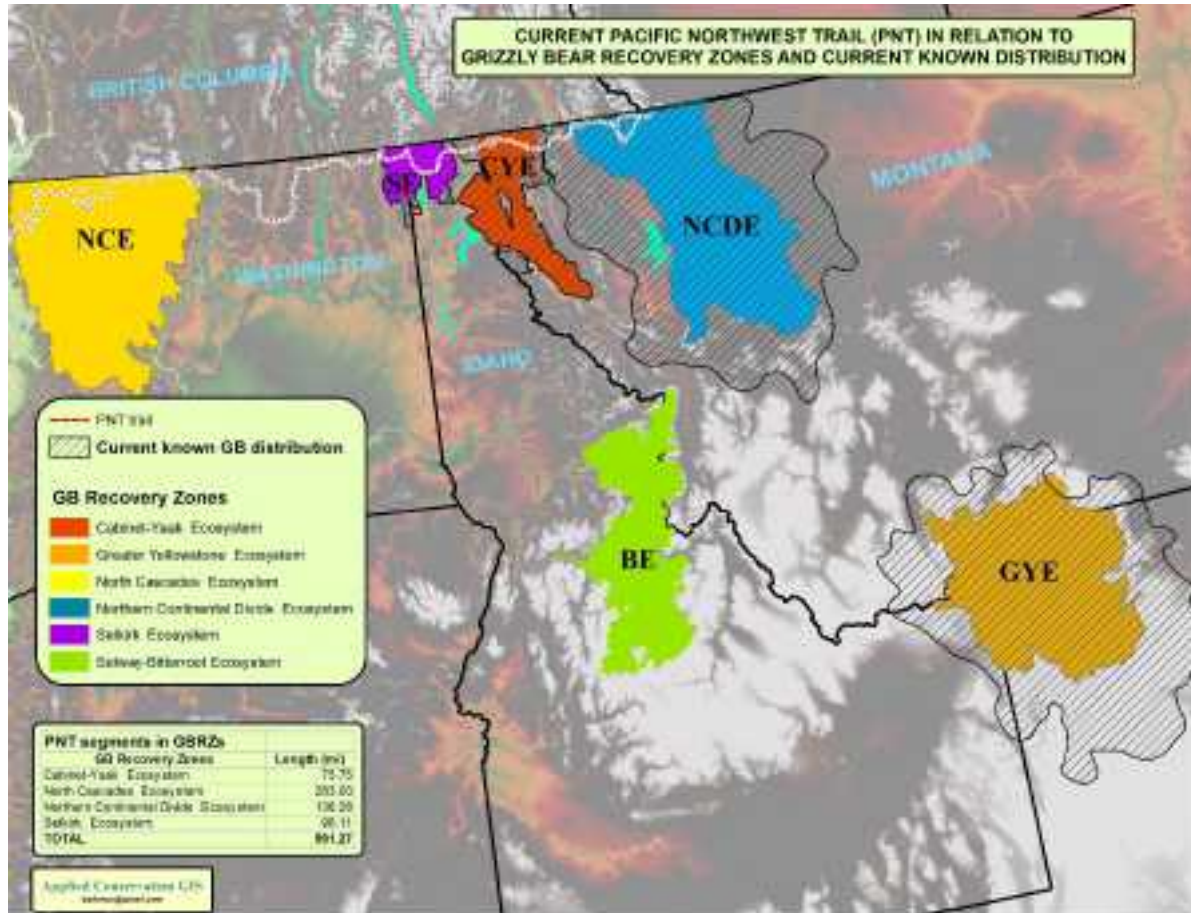 CURRENT PACIFIC NORTHWEST TRAIL (PNT) IN RELATION TO
GRIZZLY BEAR RECOVERY ZONES AND CURRENT KNOWN DISTRIBUTION
BRITISH COLUMBIA
MONTANA
CYE
SE
NCE
NCDE
WASHINGTON
IDAHO
BE
GYE
PNT trail
Current known GB distribution
GB Recovery Zones
Cabinet-Yaak Ecosystem
Greater Yellowstone Ecosystem
North Cascades Ecosystem
Northern Continental Divide Ecosystem
Selkirk Ecosystem
Selway-Bitterroot Ecosystem
PNT segments in GBRZs
GB Recovery Zones Length (mi)
Cabinet-Yaak Ecosystem
North Cascades Ecosystem
Northern Continental Divide Ecosystem
Selkirk Ecosystem
TOTAL
Applied Conservation GIS